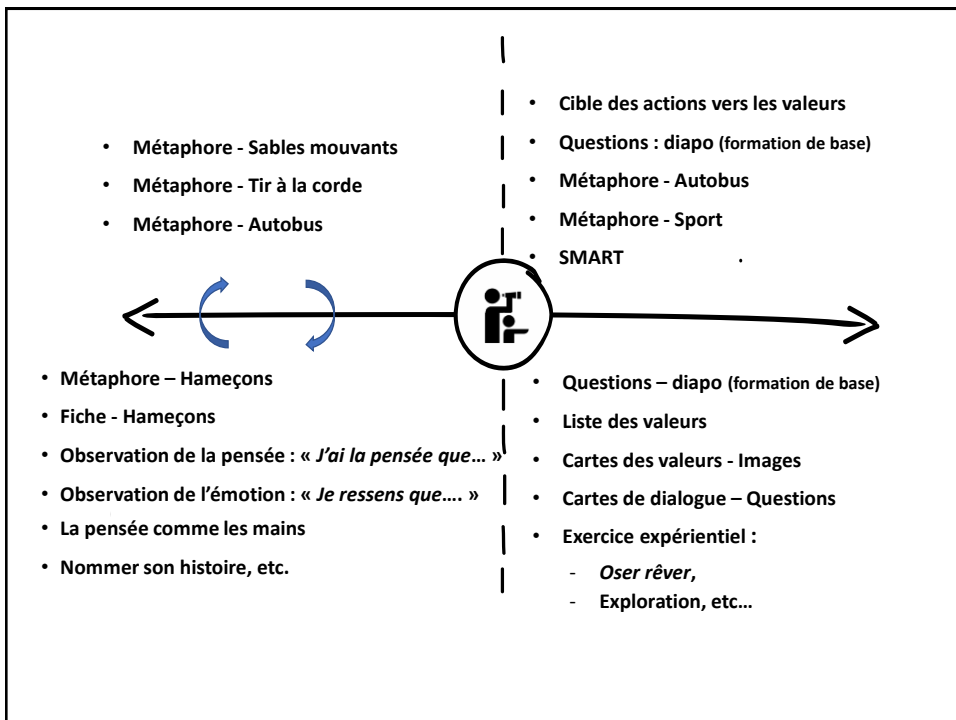 • Métaphore - Sables mouvants
• Métaphore - Tir à la corde
• Métaphore - Autobus
• Cible des actions vers les valeurs
• Questions : diapo (formation de base)
• Métaphore - Autobus
• Métaphore - Sport
• SMART .
• Métaphore – Hameçons
• Fiche - Hameçons
• Observation de la pensée : « J’ai la pensée que… »
• Observation de l’émotion : « Je ressens que…. »
• La pensée comme les mains
• Nommer son histoire, etc.
• Questions – diapo (formation de base)
• Liste des valeurs
• Cartes des valeurs - Images
• Cartes de dialogue – Questions
• Exercice expérientiel :
- Oser rêver,
- Exploration, etc…